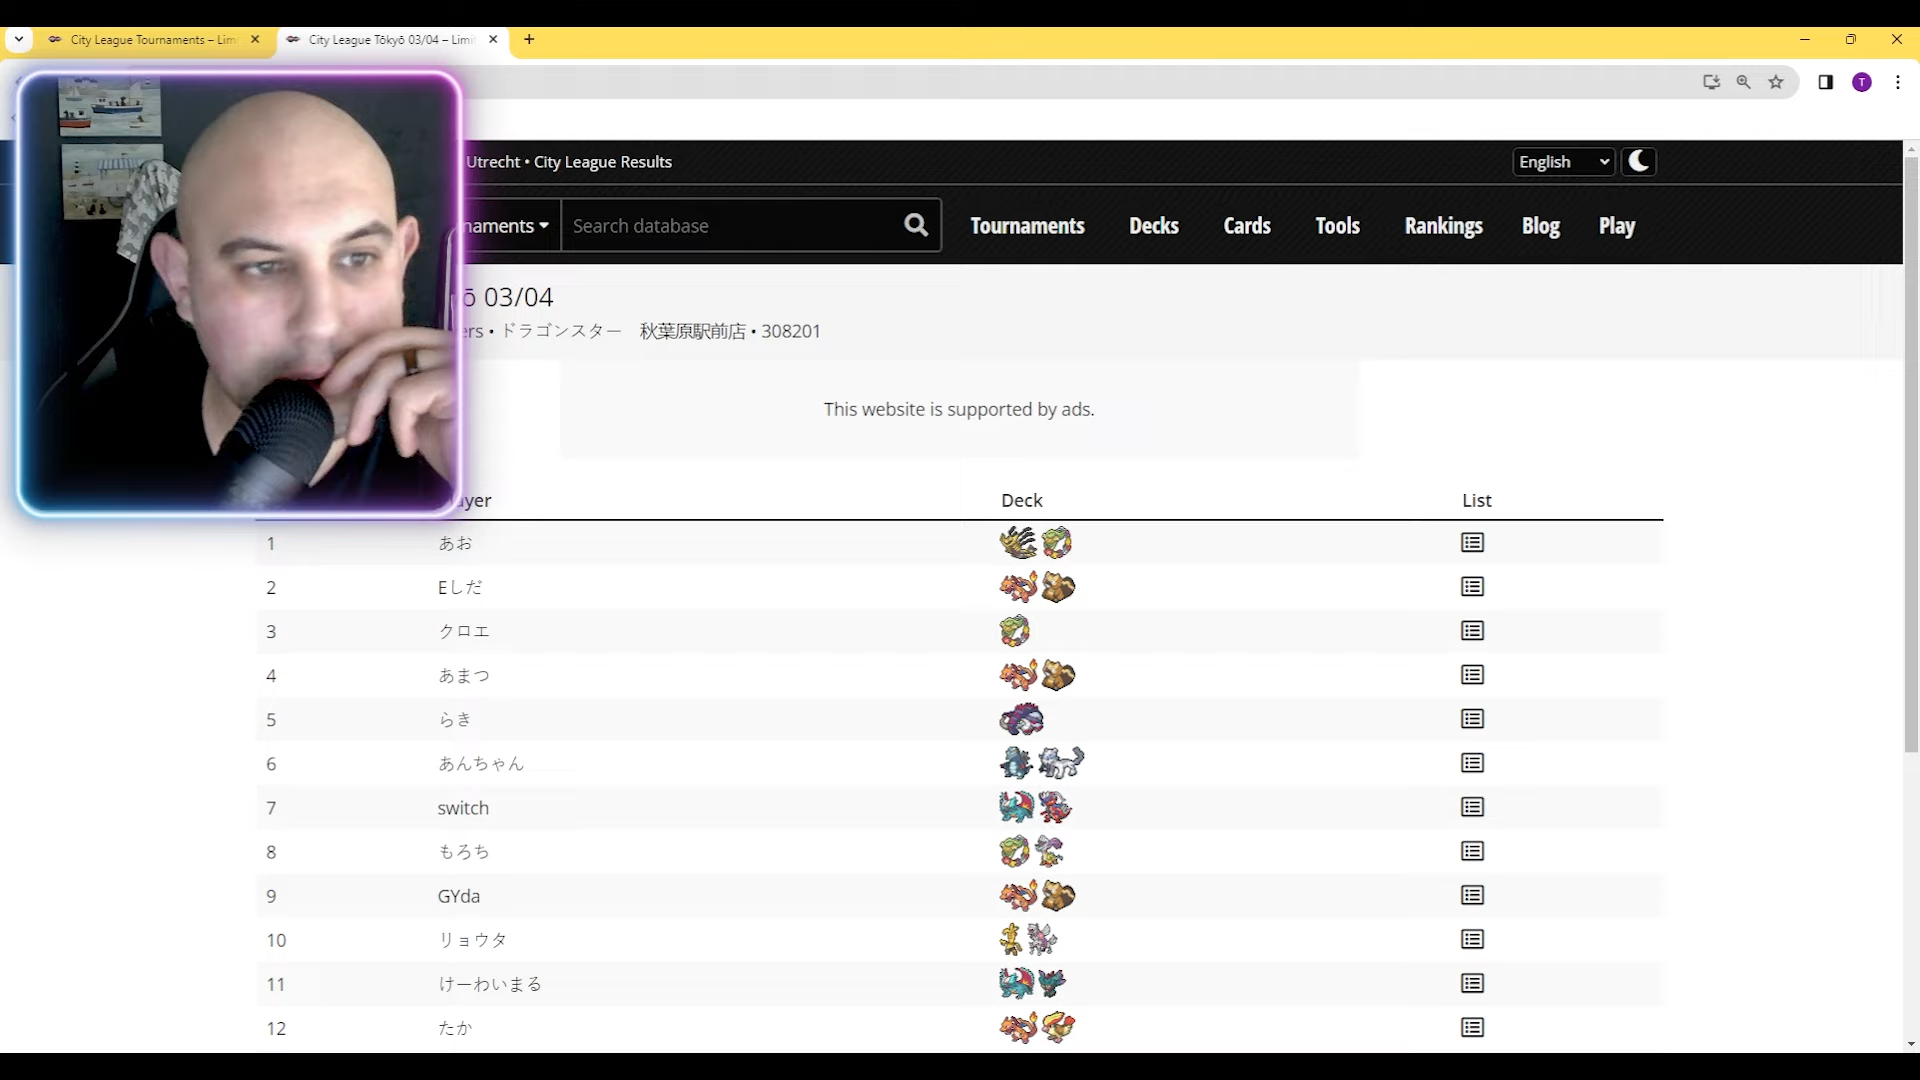 City League Tournaments – Lim
City League Tōkyō 03/04 – Limi
T
Utrecht • City League Results
English
naments
Search database
Tournaments
Decks
Cards
Tools
Rankings
Blog
Play
ō 03/04
ers • ドラゴンスター 秋葉原駅前店 • 308201
This website is supported by ads.
ayer Deck List
1 あお
2 Eしだ
3 クロエ
4 あまつ
5 らき
6 あんちゃん
7 switch
8 もろち
9 GYda
10 リョウタ
11 けーわいまる
12 たか